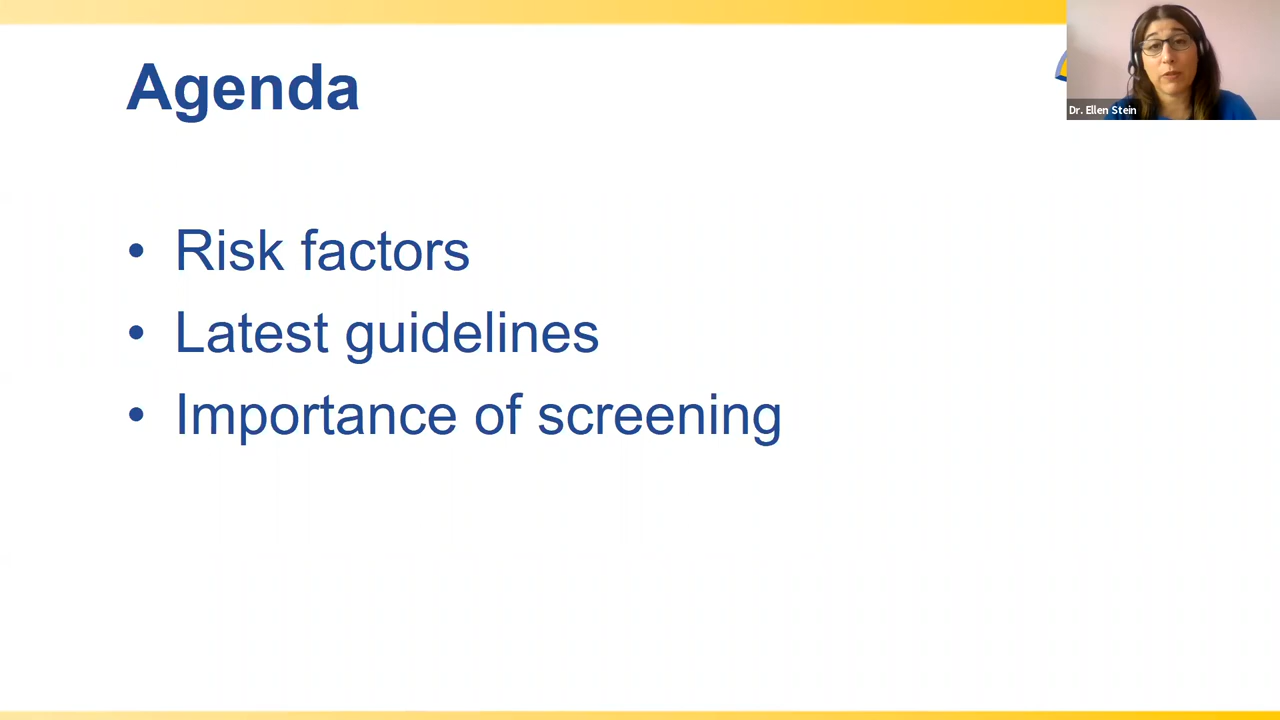 Agenda
Dr. Ellen Stein
• Risk factors
• Latest guidelines
• Importance of screening